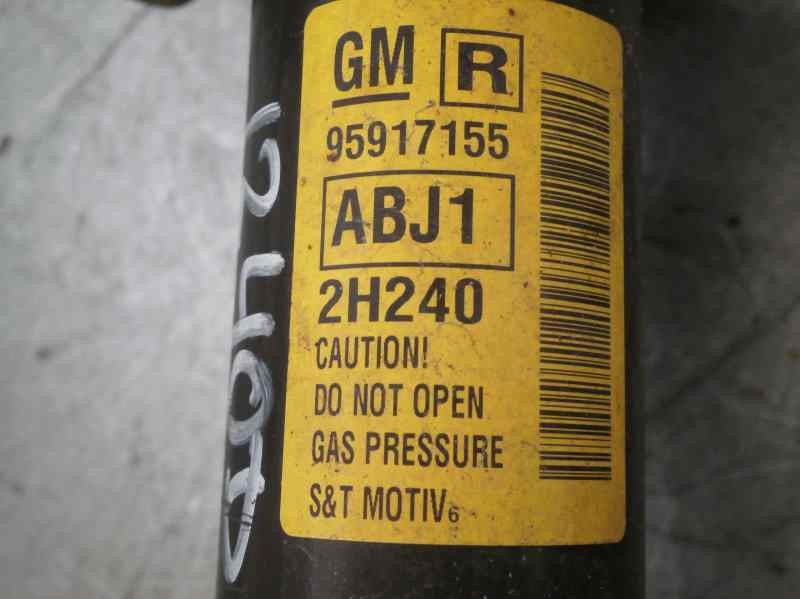 GM R
95917155
ABJ1
2H240
CAUTION!
DO NOT OPEN
GAS PRESSURE
S&T MOTIV6